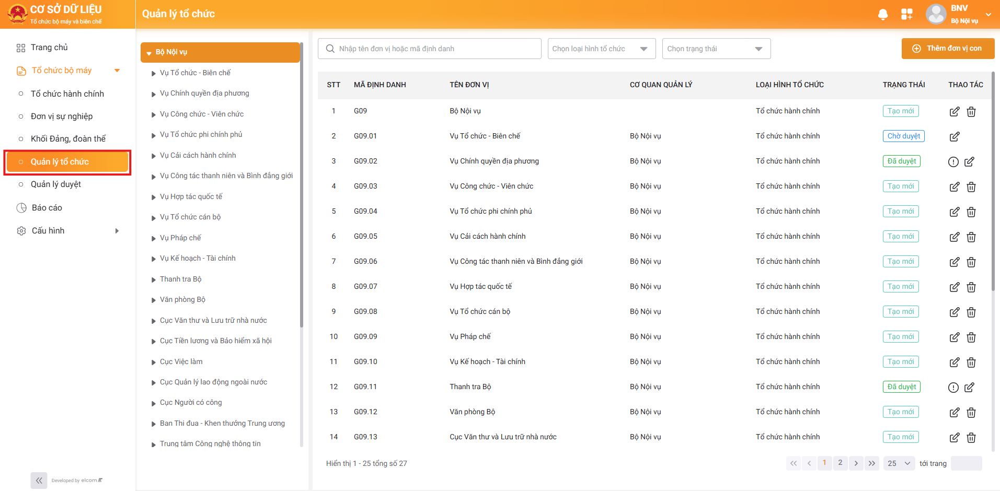 CƠ SỞ DỮ LIỆU
Tổ chức bộ máy và biên chế
Quản lý tổ chức
BNV
Bộ Nội vụ
Trang chủ
Tổ chức bộ máy
Tổ chức hành chính
Đơn vị sự nghiệp
Khối Đảng, đoàn thể
Quản lý tổ chức
Quản lý duyệt
Báo cáo
Cấu hình
Developed by elcom
Bộ Nội vụ
Vụ Tổ chức - Biên chế
Vụ Chính quyền địa phương
Vụ Công chức - Viên chức
Vụ Tổ chức phi chính phủ
Vụ Cải cách hành chính
Vụ Công tác thanh niên và Bình đẳng giới
Vụ Hợp tác quốc tế
Vụ Tổ chức cán bộ
Vụ Pháp chế
Vụ Kế hoạch - Tài chính
Thanh tra Bộ
Văn phòng Bộ
Cục Văn thư và Lưu trữ nhà nước
Cục Tiền lương và Bảo hiểm xã hội
Cục Việc làm
Cục Quản lý lao động ngoài nước
Cục Người có công
Ban Thi đua - Khen thưởng Trung ương
Trung tâm Công nghệ thông tin
Nhập tên đơn vị hoặc mã định danh
Chọn loại hình tổ chức
Chọn trạng thái
Thêm đơn vị con
STT MÃ ĐỊNH DANH TÊN ĐƠN VỊ CƠ QUAN QUẢN LÝ LOẠI HÌNH TỔ CHỨC TRẠNG THÁI THAO TÁC
1 G09 Bộ Nội vụ Tổ chức hành chính Tạo mới
2 G09.01 Vụ Tổ chức - Biên chế Bộ Nội vụ Tổ chức hành chính Chờ duyệt
3 G09.02 Vụ Chính quyền địa phương Bộ Nội vụ Tổ chức hành chính Đã duyệt
4 G09.03 Vụ Công chức - Viên chức Bộ Nội vụ Tổ chức hành chính Tạo mới
5 G09.04 Vụ Tổ chức phi chính phủ Bộ Nội vụ Tổ chức hành chính Tạo mới
6 G09.05 Vụ Cải cách hành chính Bộ Nội vụ Tổ chức hành chính Tạo mới
7 G09.06 Vụ Công tác thanh niên và Bình đẳng giới Bộ Nội vụ Tổ chức hành chính Tạo mới
8 G09.07 Vụ Hợp tác quốc tế Bộ Nội vụ Tổ chức hành chính Tạo mới
9 G09.08 Vụ Tổ chức cán bộ Bộ Nội vụ Tổ chức hành chính Tạo mới
10 G09.09 Vụ Pháp chế Bộ Nội vụ Tổ chức hành chính Tạo mới
11 G09.10 Vụ Kế hoạch - Tài chính Bộ Nội vụ Tổ chức hành chính Tạo mới
12 G09.11 Thanh tra Bộ Bộ Nội vụ Tổ chức hành chính Đã duyệt
13 G09.12 Văn phòng Bộ Bộ Nội vụ Tổ chức hành chính Tạo mới
14 G09.13 Cục Văn thư và Lưu trữ nhà nước Bộ Nội vụ Tổ chức hành chính Tạo mới
Hiển thị 1 - 25 tổng số 27
1 2 25 tới trang